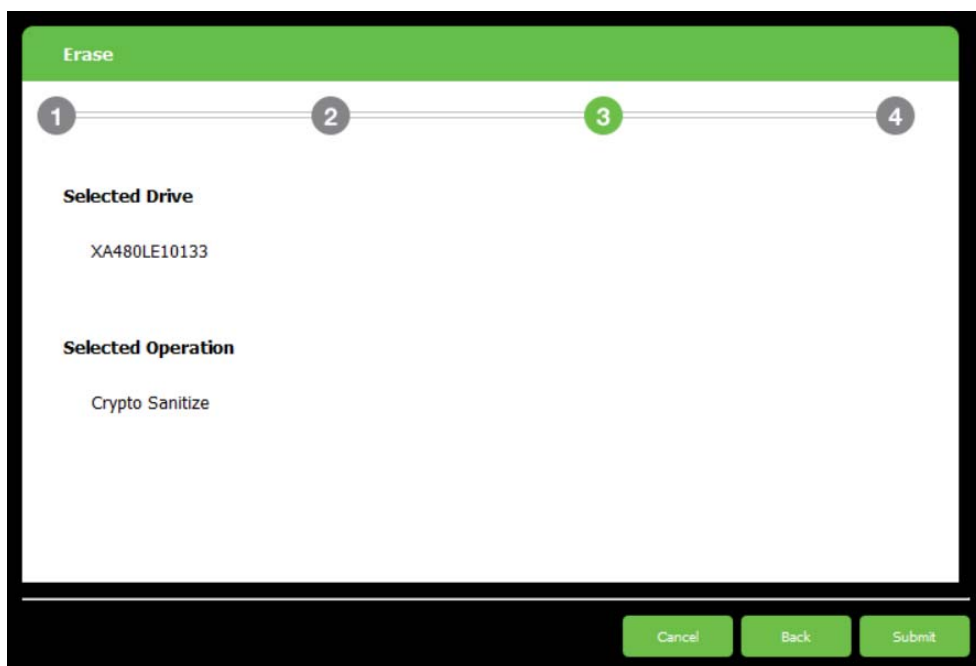 Erase
1 2 3 4
Selected Drive
XA480LE10133
Selected Operation
Crypto Sanitize
Cancel Back Submit